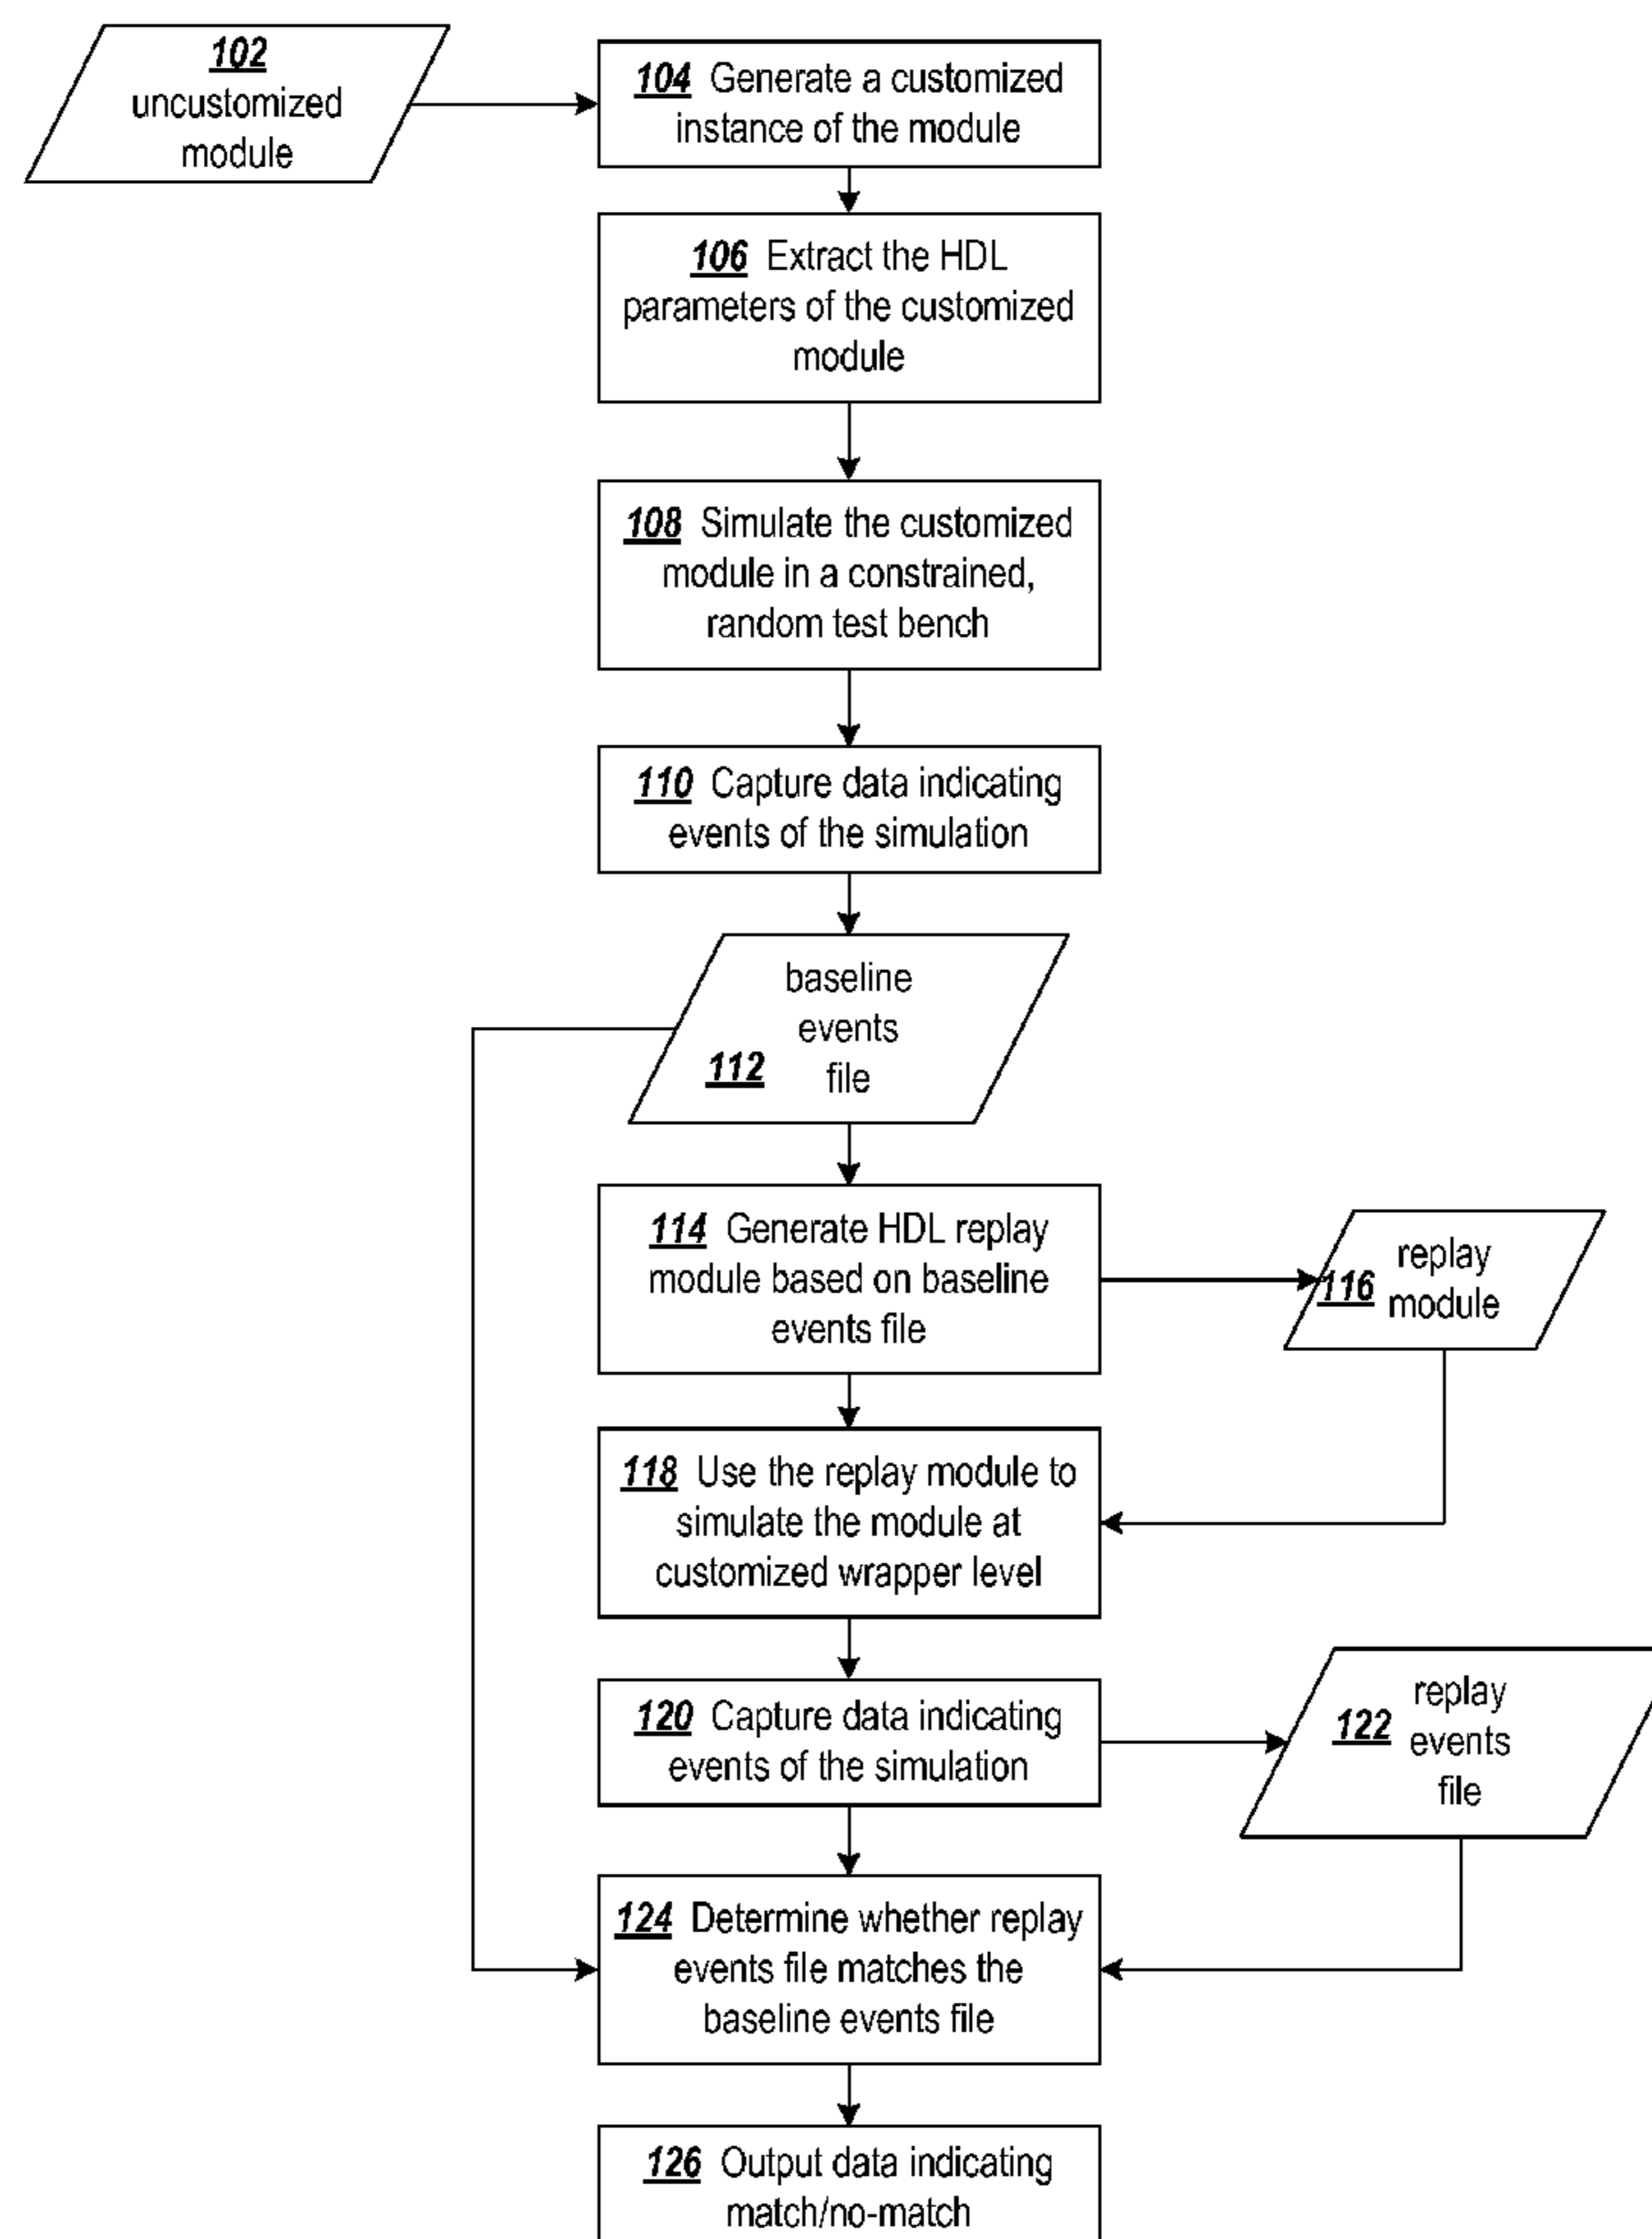 102
uncustomized
module
104 Generate a customized
instance of the module
106 Extract the HDL
parameters of the customized
module
108 Simulate the customized
module in a constrained,
random test bench
110 Capture data indicating
events of the simulation
baseline
events
112 file
114 Generate HDL replay
module based on baseline
events file
replay
116 module
118 Use the replay module to
simulate the module at
customized wrapper level
120 Capture data indicating
events of the simulation
replay
122 events
file
124 Determine whether replay
events file matches the
baseline events file
126 Output data indicating
match/no-match